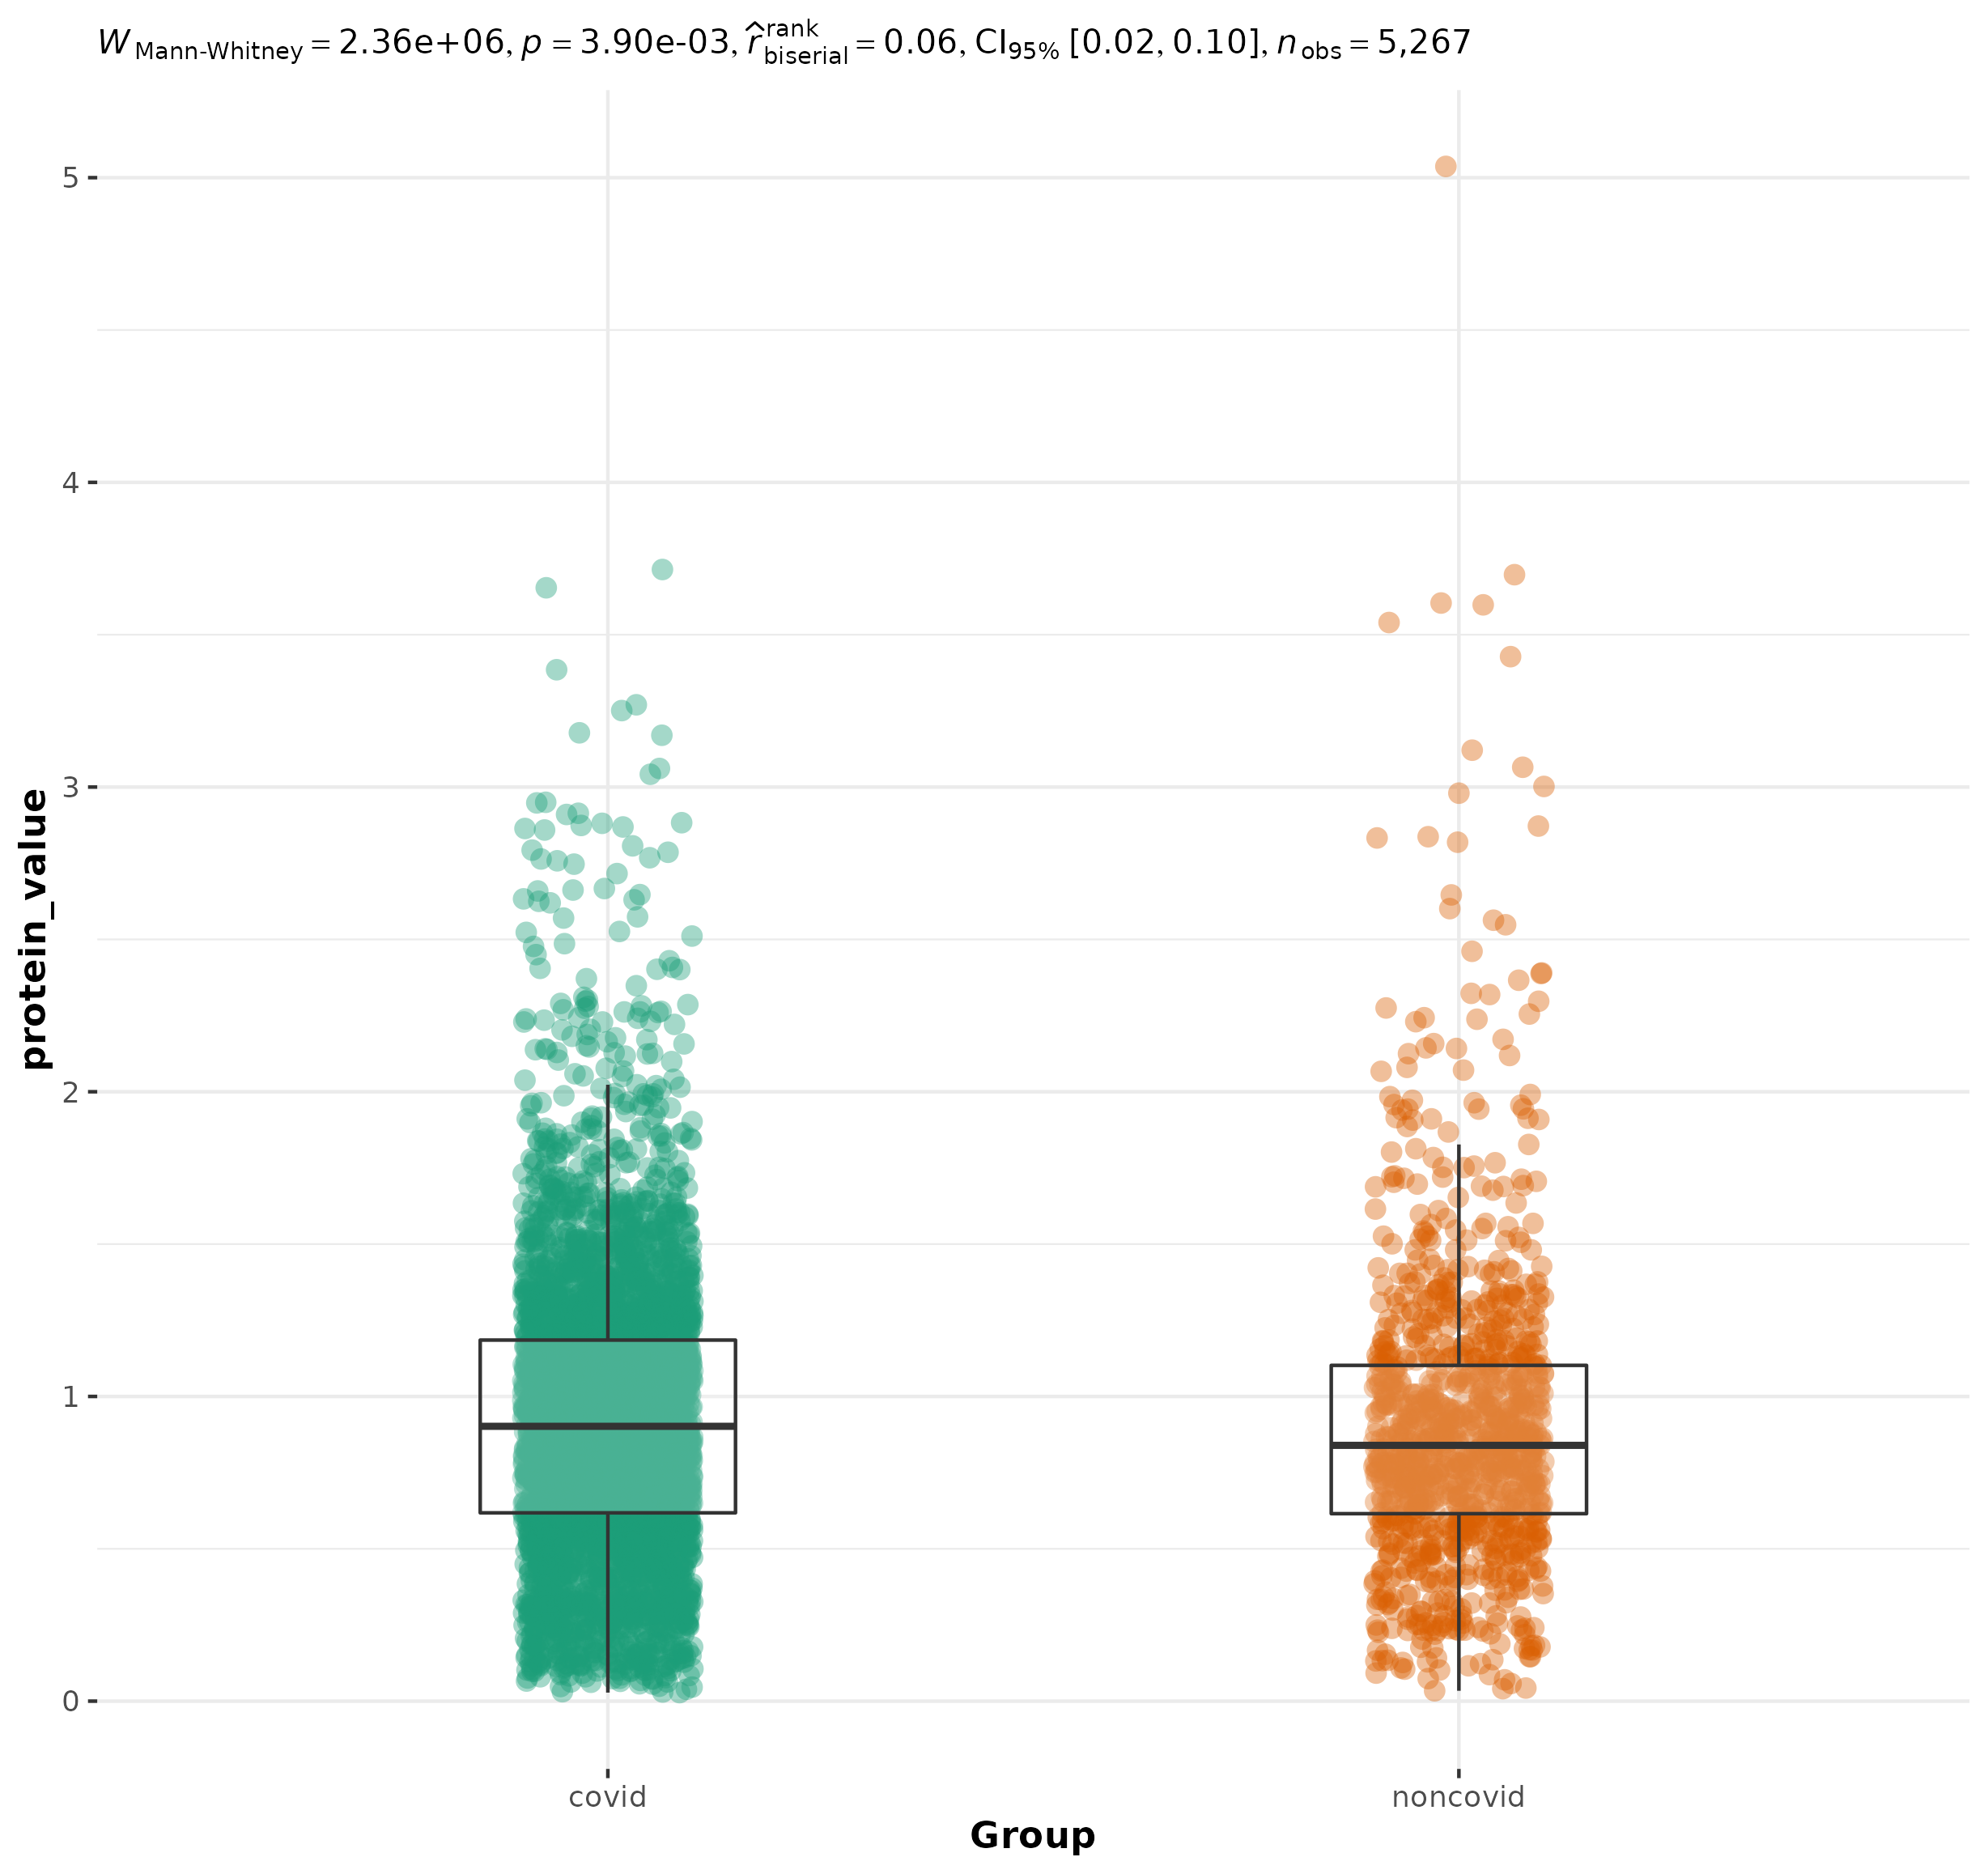 W Mann-Whitney = 2.36e+06, p = 3.90e-03, r̂ rank biserial = 0.06, CI95% [0.02, 0.10], nobs = 5,267
5
4
3
2
1
0
protein_value
covid
noncovid
Group